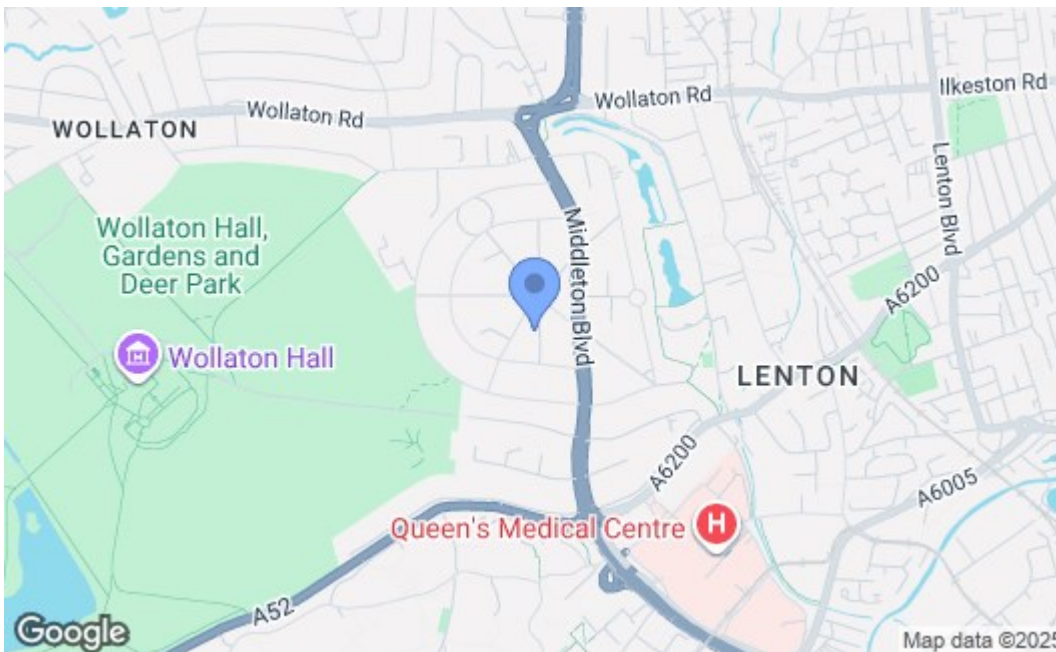 Wollaton Rd
Ilkeston Rd
Wollaton Rd
WOLLATON
Lenton Blvd
Wollaton Hall,
Gardens and
Deer Park
Middleton Blvd
A6200
Wollaton Hall
LENTON
A6200
A6005
Queen's Medical Centre
H
A52
Google
Map data ©2025